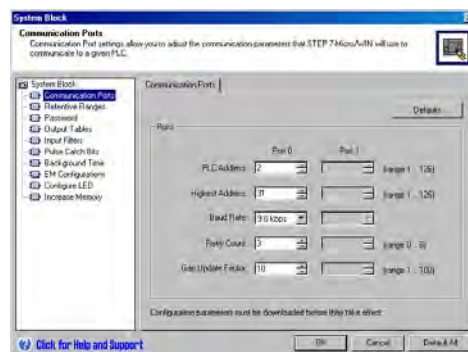 System Block
Communication Ports
Communication Port settings allow you to adjust the communication parameters that STEP 7-Micro/WIN will use to
communicate to a given PLC.
System Block
Communication Ports
Retentive Ranges
Password
Output Tables
Input Filters
Pulse Catch Bits
Background Time
EM Configurations
Configure LED
Increase Memory
Communication Ports
Defaults
Ports
Port 0 Port 1
PLC Address: 2 (range 1 .. 126)
Highest Address: 31 (range 1 .. 126)
Baud Rate: 9.6 kbps
Retry Count: 3 (range 0 .. 8)
Gap Update Factor: 10 (range 1 .. 100)
Configuration parameters must be downloaded before they take effect.
Click for Help and Support
OK Cancel Default All